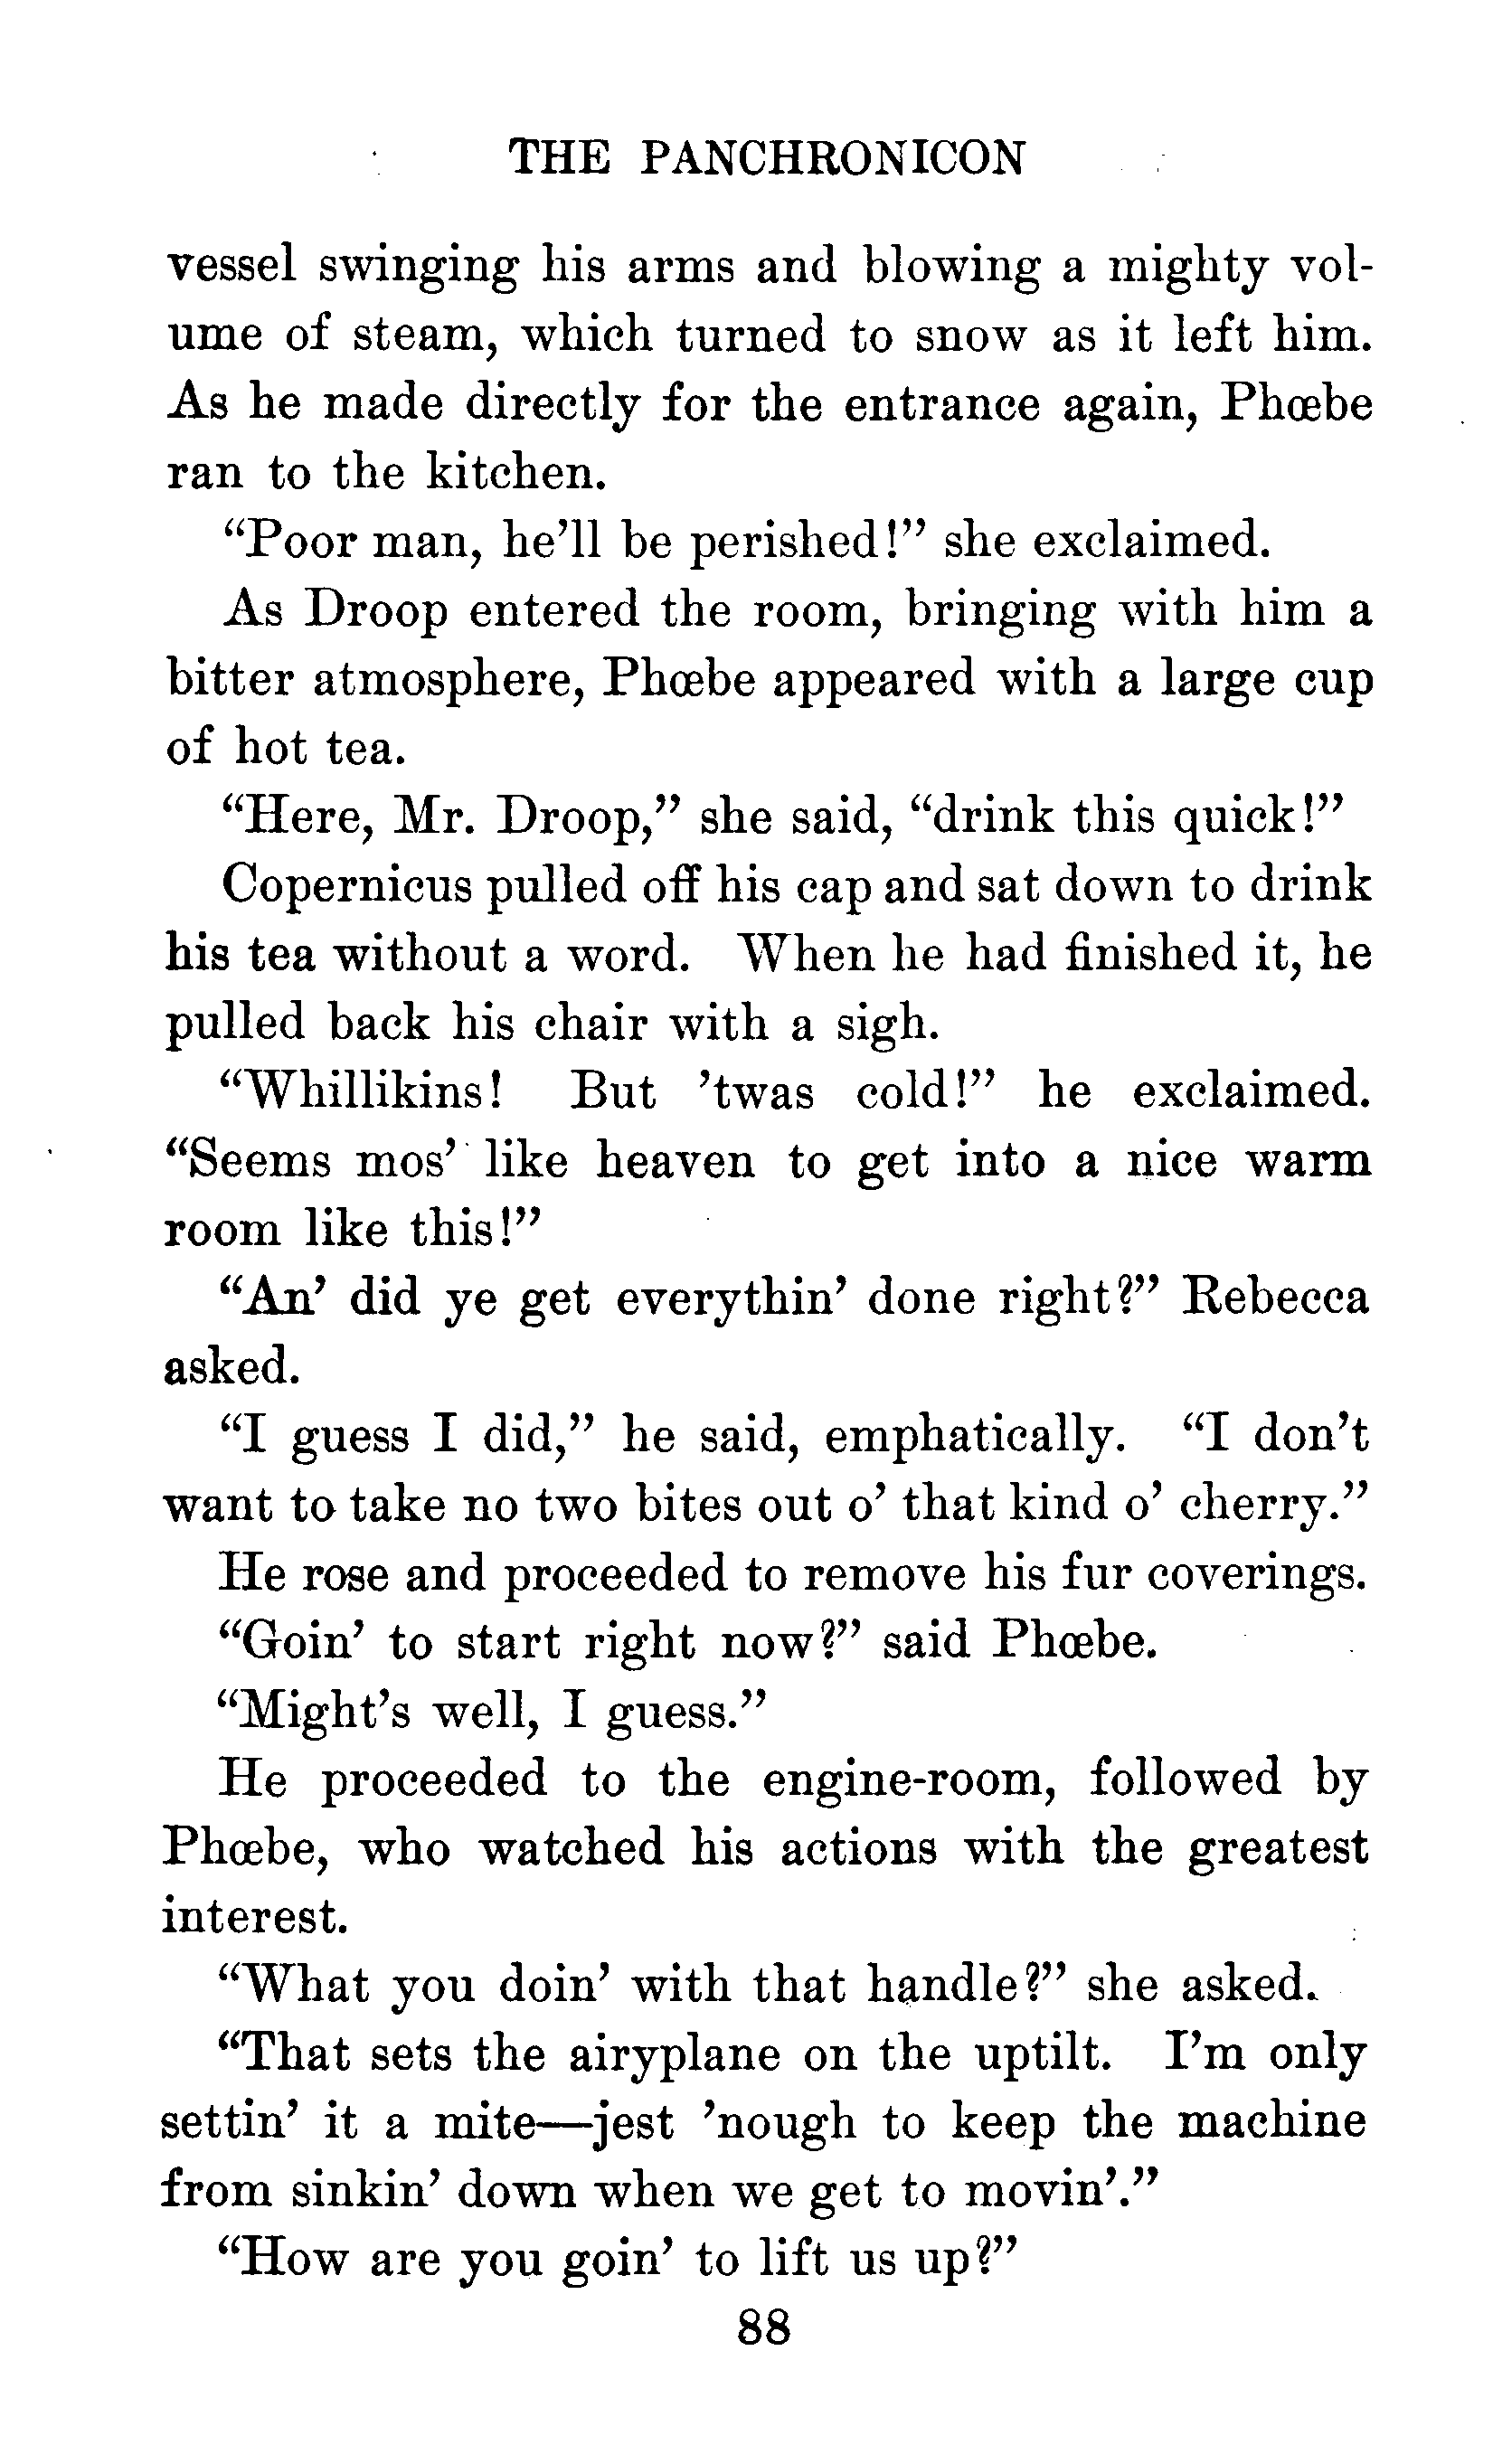 THE PANCHRONICON
vessel swinging his arms and blowing a mighty vol-
ume of steam, which turned to snow as it left him.
As he made directly for the entrance again, Phœbe
ran to the kitchen.
“Poor man, he’ll be perished!” she exclaimed.
As Droop entered the room, bringing with him a
bitter atmosphere, Phœbe appeared with a large cup
of hot tea.
“Here, Mr. Droop,” she said, “drink this quick!”
Copernicus pulled off his cap and sat down to drink
his tea without a word. When he had finished it, he
pulled back his chair with a sigh.
“Whillikins! But ’twas cold!” he exclaimed.
“Seems mos’ like heaven to get into a nice warm
room like this!”
“An’ did ye get everythin’ done right?” Rebecca
asked.
“I guess I did,” he said, emphatically. “I don’t
want to take no two bites out o’ that kind o’ cherry.”
He rose and proceeded to remove his fur coverings.
“Goin’ to start right now?” said Phœbe.
“Might’s well, I guess.”
He proceeded to the engine-room, followed by
Phœbe, who watched his actions with the greatest
interest.
“What you doin’ with that handle?” she asked.
“That sets the airyplane on the uptilt. I’m only
settin’ it a mite—jest ’nough to keep the machine
from sinkin’ down when we get to movin’.”
“How are you goin’ to lift us up?”
88